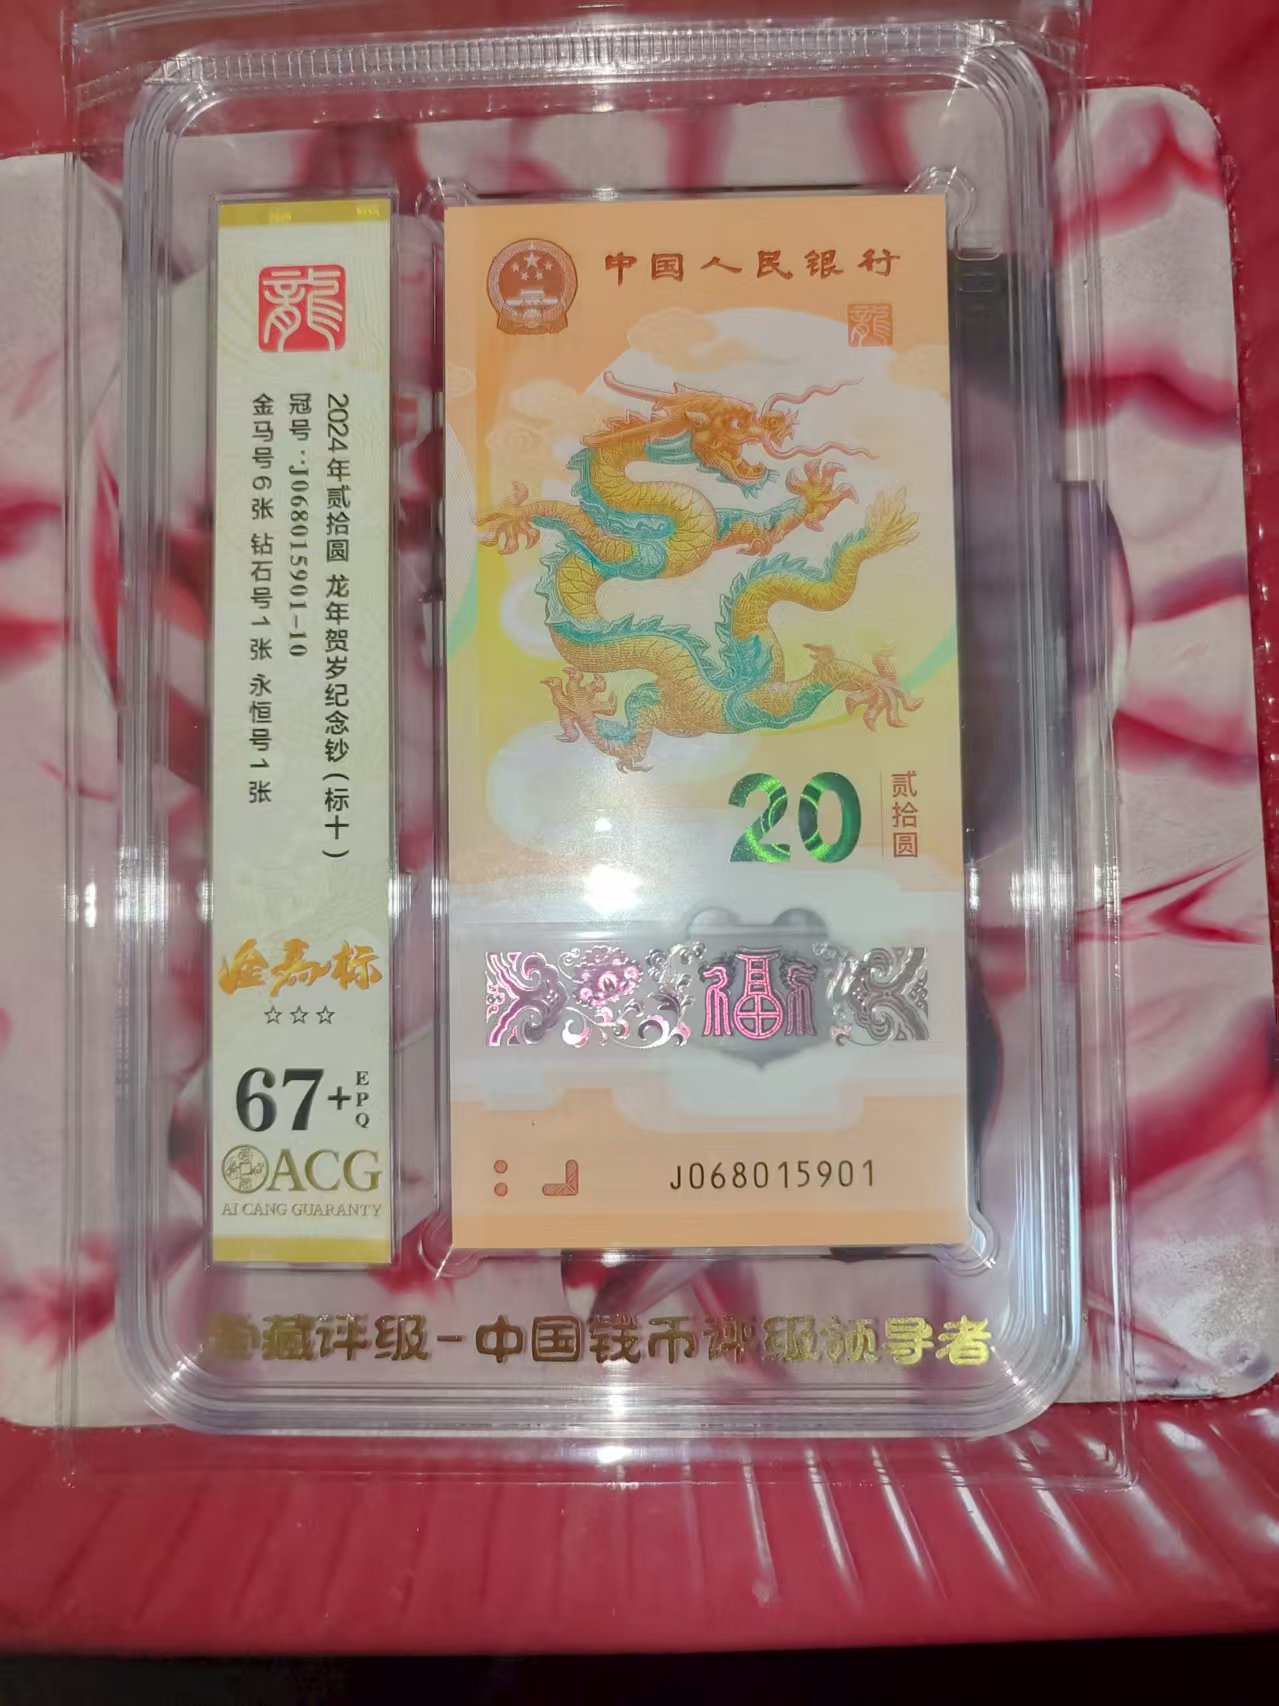 龍
2024年贰拾圆 龙年贺岁纪念钞(标十)
冠号:J068015901-10
金马号6张 钻石号1张 永恒号1张
金马标
☆☆☆
67+
EPQ
ACG
AI CANG GUARANTY
中国人民银行
龍
20
贰拾圆
福
J068015901
藏评级-中国钱币评级领导者